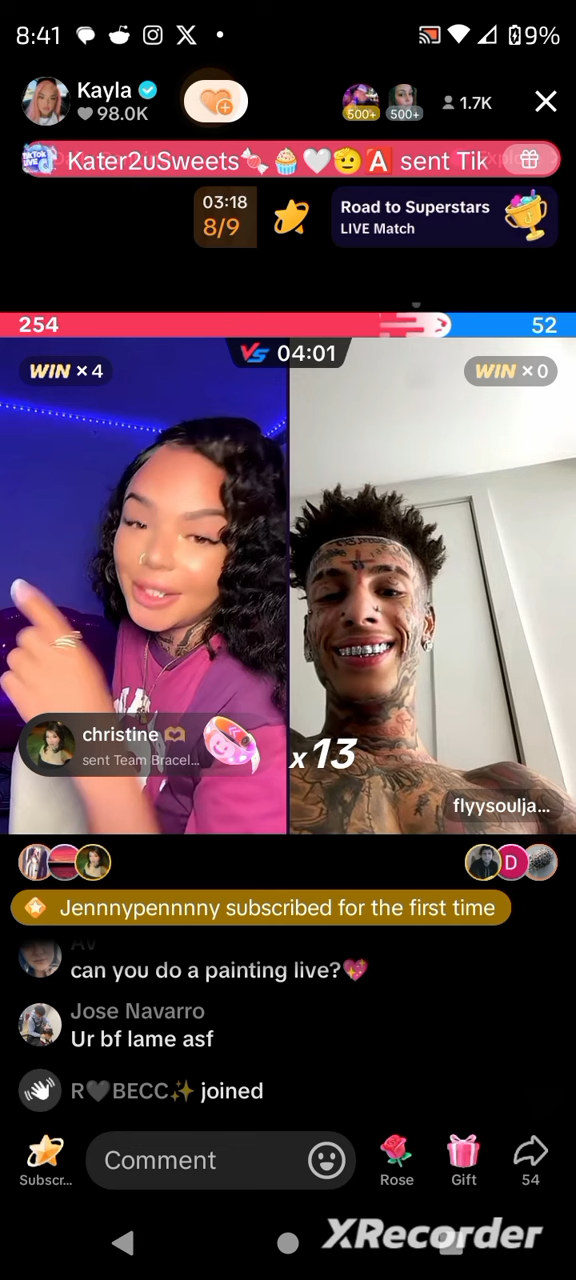 8:41
9%
Kayla
98.0K
500+
500+
1.7K
Kater2uSweets🍬🧁🤍🫡🅰️ sent Tik
03:18
8/9
Road to Superstars
LIVE Match
254
52
VS 04:01
WIN ×4
WIN ×0
christine 🫶
sent Team Bracel...
x13
flyysoulja...
D
Jennnypennnny subscribed for the first time
can you do a painting live?💖
Jose Navarro
Ur bf lame asf
R🖤BECC✨ joined
Comment
Subscr...
Rose
Gift
54
XRecorder